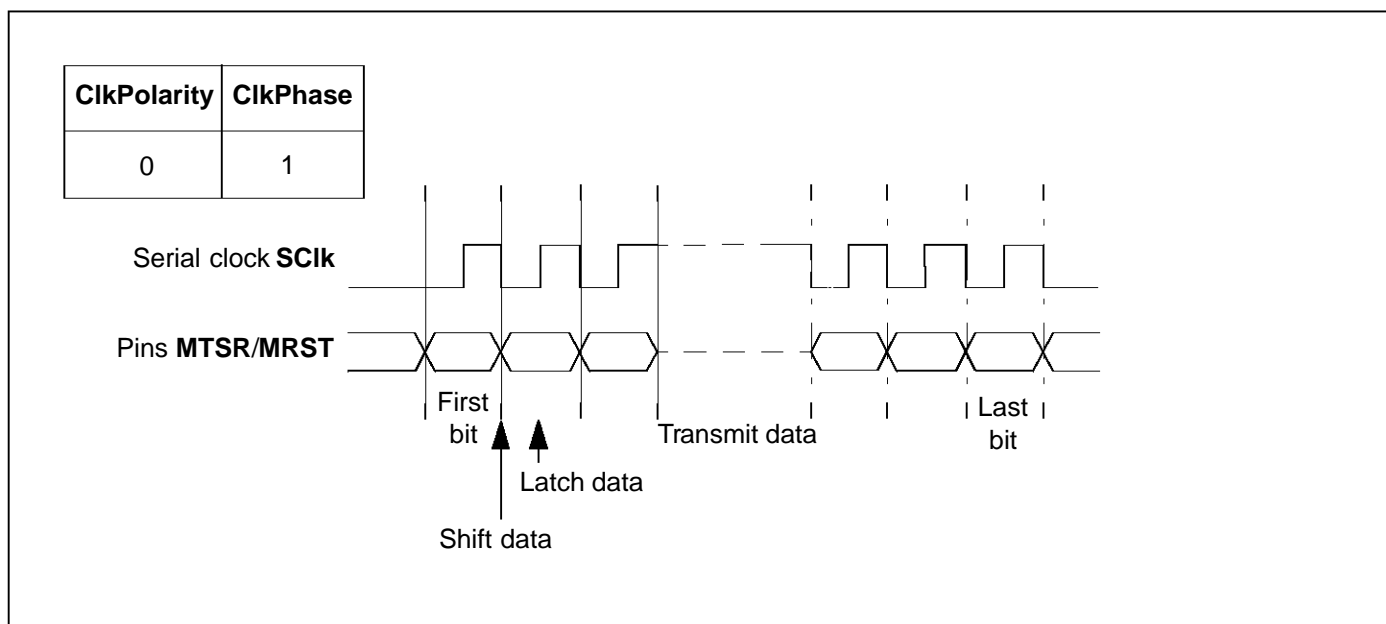 ClkPolarity ClkPhase
0 1
Serial clock SClk
Pins MTSR/MRST
First
bit
Transmit data
Last
bit
Latch data
Shift data